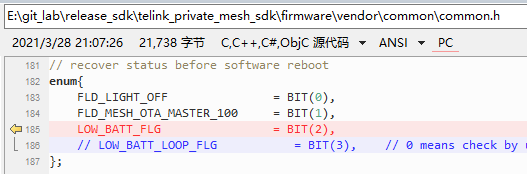 E:\git_lab\release_sdk\telink_private_mesh_sdk\firmware\vendor\common\common.h
2021/3/28 21:07:26    21,738 字节    C,C++,C#,ObjC 源代码    ANSI    PC
181 // recover status before software reboot
182 enum{
183     FLD_LIGHT_OFF               = BIT(0),
184     FLD_MESH_OTA_MASTER_100     = BIT(1),
185     LOW_BATT_FLG                = BIT(2),
186     // LOW_BATT_LOOP_FLG           = BIT(3),    // 0 means check by
187 };